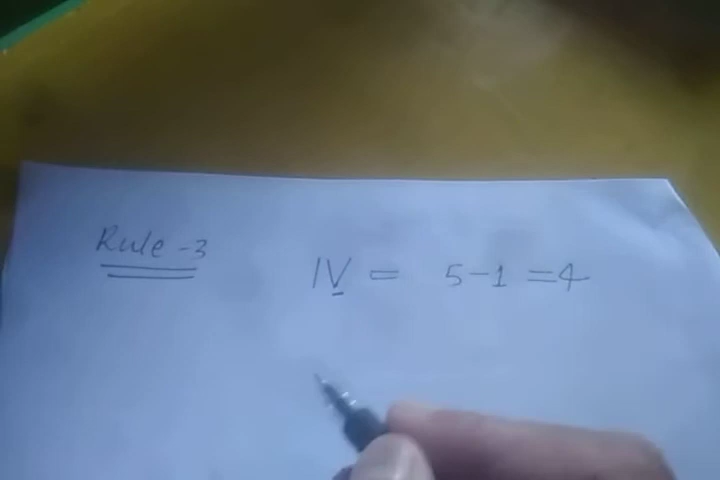 Rule-3 IV = 5-1=4